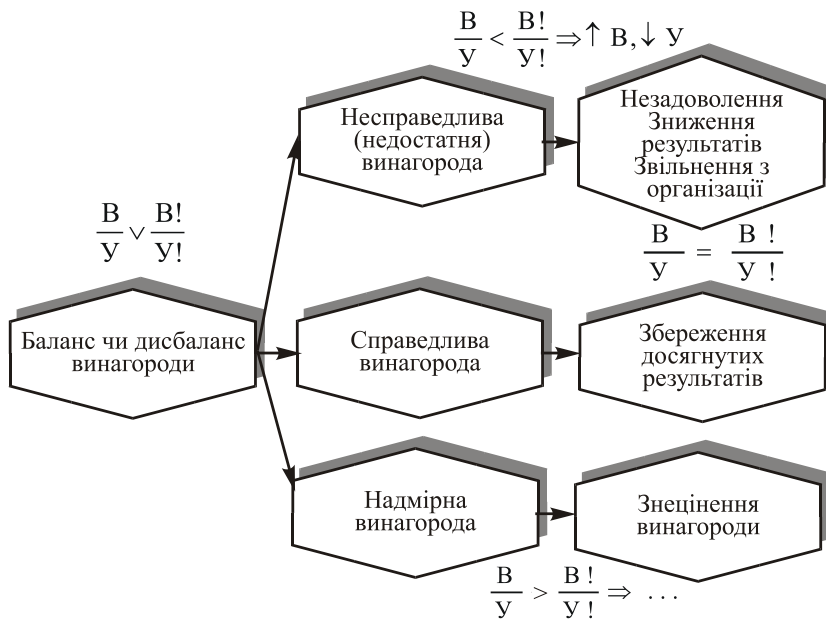 В/У < В!/У! ⇒ ↑ В, ↓ У
Несправедлива
(недостатня)
винагорода
Незадоволення
Зниження
результатів
Звільнення з
організації
В/У ∨ В!/У!
В/У = В!/У!
Баланс чи дисбаланс
винагороди
Справедлива
винагорода
Збереження
досягнутих
результатів
Надмірна
винагорода
Знецінення
винагороди
В/У > В!/У! ⇒ ...